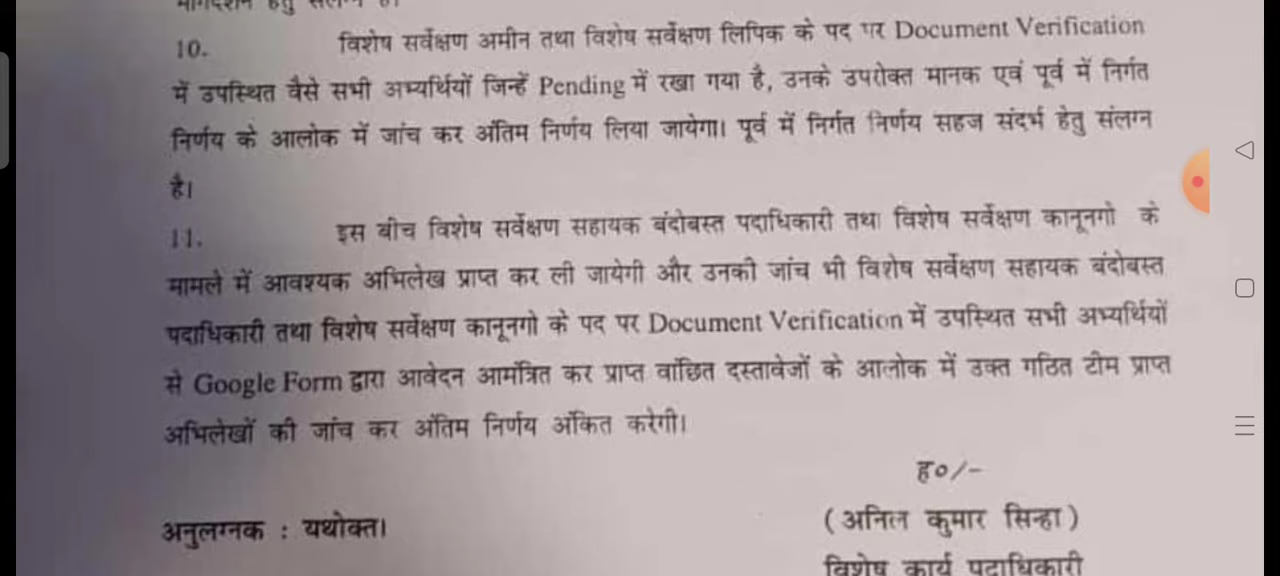 मार्गदर्शन हेतु संलग्न है।
10. विशेष सर्वेक्षण अमीन तथा विशेष सर्वेक्षण लिपिक के पद पर Document Verification
में उपस्थित वैसे सभी अभ्यर्थियों जिन्हें Pending में रखा गया है, उनके उपरोक्त मानक एवं पूर्व में निर्गत
निर्णय के आलोक में जांच कर अंतिम निर्णय लिया जायेगा। पूर्व में निर्गत निर्णय सहज संदर्भ हेतु संलग्न
है।
11. इस बीच विशेष सर्वेक्षण सहायक बंदोबस्त पदाधिकारी तथा विशेष सर्वेक्षण कानूनगो के
मामले में आवश्यक अभिलेख प्राप्त कर ली जायेगी और उनकी जांच भी विशेष सर्वेक्षण सहायक बंदोबस्त
पदाधिकारी तथा विशेष सर्वेक्षण कानूनगो के पद पर Document Verification में उपस्थित सभी अभ्यर्थियों
से Google Form द्वारा आवेदन आमंत्रित कर प्राप्त वांछित दस्तावेजों के आलोक में उक्त गठित टीम प्राप्त
अभिलेखों की जांच कर अंतिम निर्णय अंकित करेगी।
ह०/-
अनुलग्नक : यथोक्त।
(अनिल कुमार सिन्हा)
विशेष कार्य पदाधिकारी